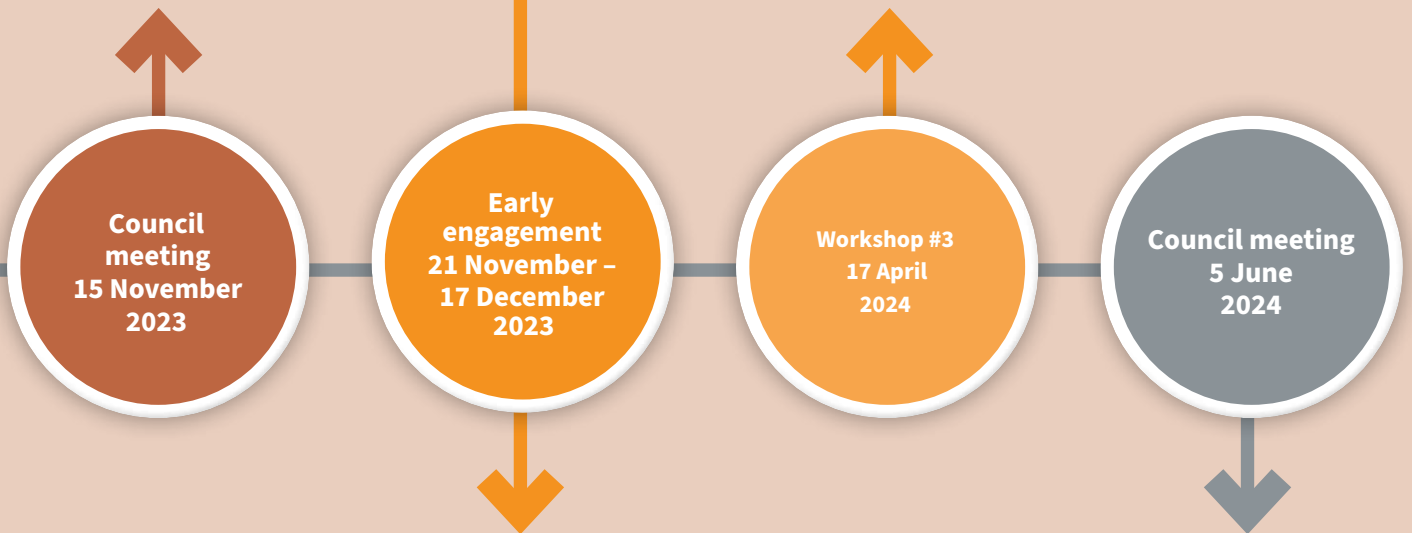 Council
meeting
15 November
2023
Early
engagement
21 November –
17 December
2023
Workshop #3
17 April
2024
Council meeting
5 June
2024